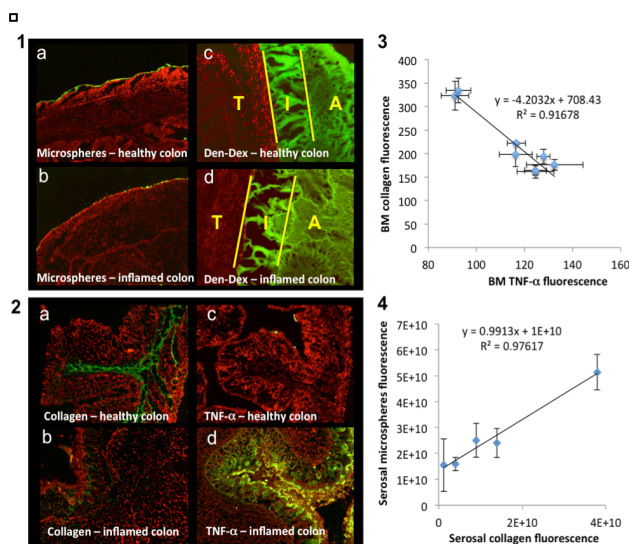 1
a
Microspheres – healthy colon
b
Microspheres – inflamed colon
c
T I A
Den-Dex – healthy colon
d
T I A
Den-Dex – inflamed colon
2
a
Collagen – healthy colon
b
Collagen – inflamed colon
c
TNF-α – healthy colon
d
TNF-α – inflamed colon
3
BM collagen fluorescence
400
350
300
250
200
150
100
50
0
y = -4.2032x + 708.43
R² = 0.91678
80 100 120 140 160
BM TNF-α fluorescence
4
Serosal microspheres fluorescence
7E+10
6E+10
5E+10
4E+10
3E+10
2E+10
1E+10
0
y = 0.9913x + 1E+10
R² = 0.97617
0 2E+10 4E+10
Serosal collagen fluorescence